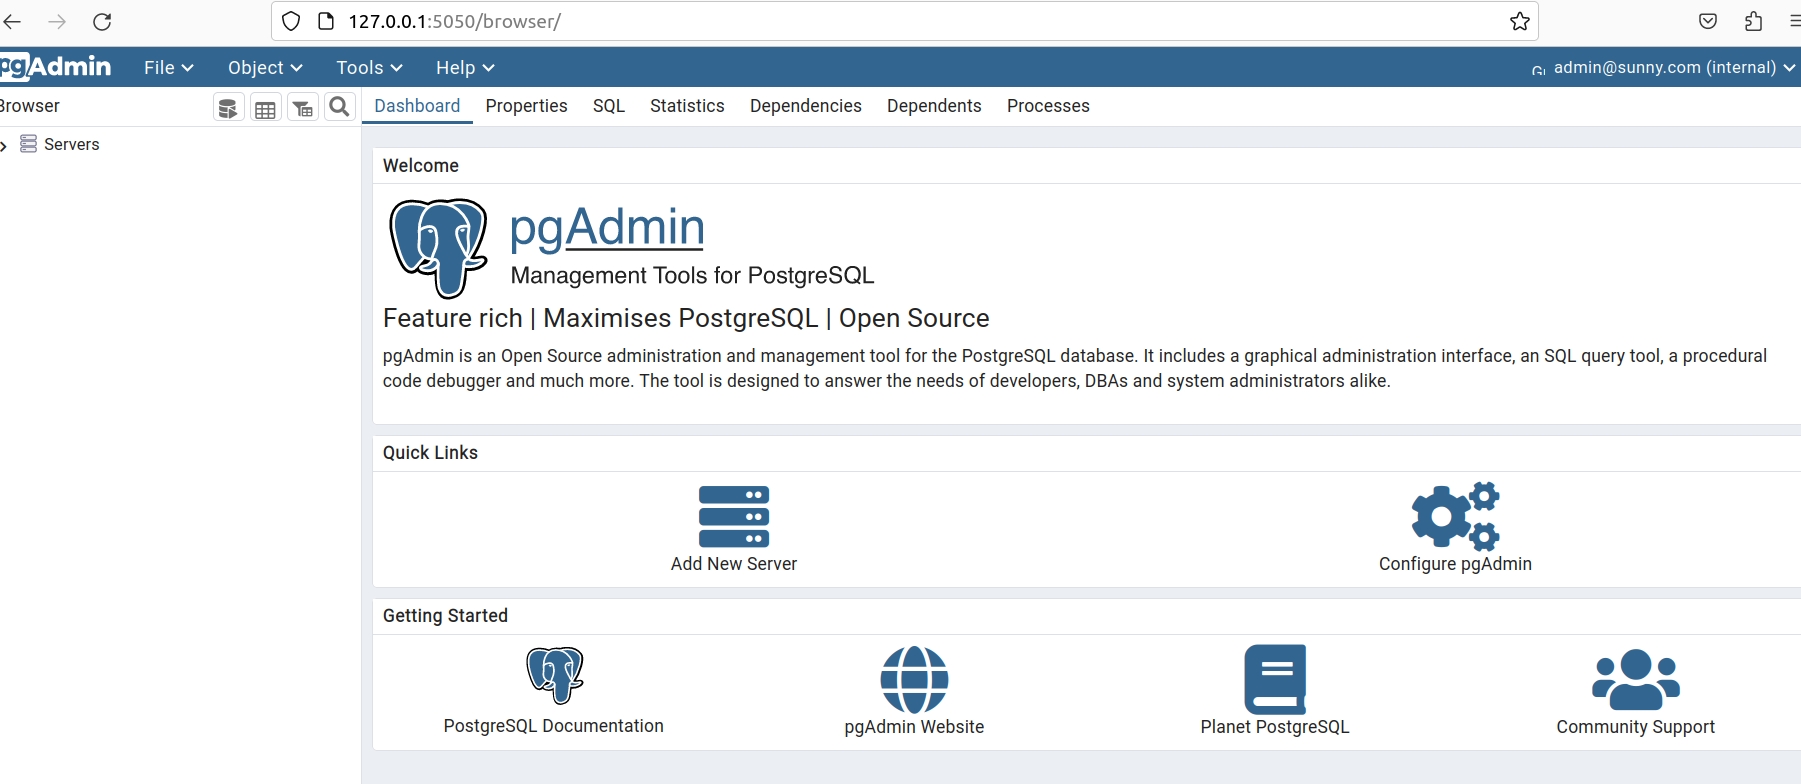 127.0.0.1:5050/browser/
pgAdmin File Object Tools Help admin@sunny.com (internal)
Browser Dashboard Properties SQL Statistics Dependencies Dependents Processes
Servers
Welcome
pgAdmin
Management Tools for PostgreSQL
Feature rich | Maximises PostgreSQL | Open Source
pgAdmin is an Open Source administration and management tool for the PostgreSQL database. It includes a graphical administration interface, an SQL query tool, a procedural
code debugger and much more. The tool is designed to answer the needs of developers, DBAs and system administrators alike.
Quick Links
Add New Server Configure pgAdmin
Getting Started
PostgreSQL Documentation pgAdmin Website Planet PostgreSQL Community Support